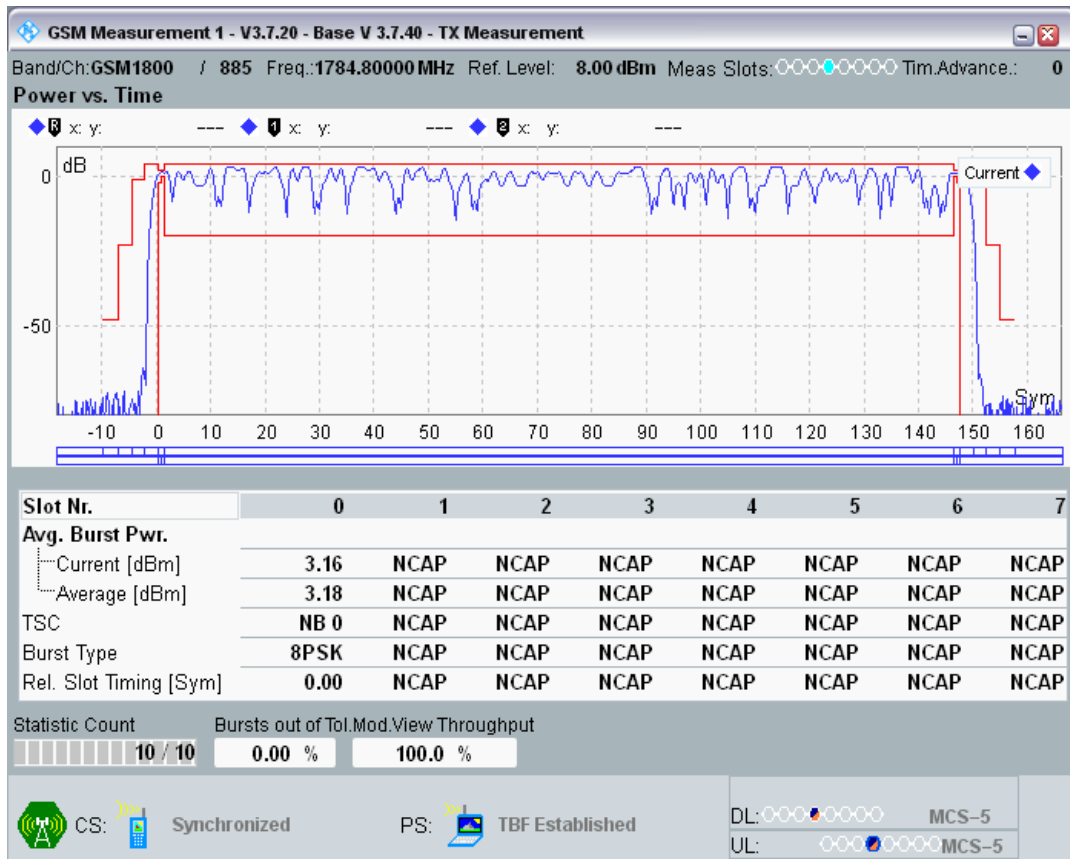 GSM Measurement 1 - V3.7.20 - Base V 3.7.40 - TX Measurement
Band/Ch:GSM1800 / 885 Freq.:1784.80000 MHz Ref. Level: 8.00 dBm Meas Slots: Tim.Advance.: 0
Power vs. Time
R x: y: --- 1 x: y: --- 2 x: y: ---
dB
Current
0
-50
Sym
-10 0 10 20 30 40 50 60 70 80 90 100 110 120 130 140 150 160
Slot Nr. 0 1 2 3 4 5 6 7
Avg. Burst Pwr.
Current [dBm] 3.16 NCAP NCAP NCAP NCAP NCAP NCAP NCAP
Average [dBm] 3.18 NCAP NCAP NCAP NCAP NCAP NCAP NCAP
TSC NB 0 NCAP NCAP NCAP NCAP NCAP NCAP NCAP
Burst Type 8PSK NCAP NCAP NCAP NCAP NCAP NCAP NCAP
Rel. Slot Timing [Sym] 0.00 NCAP NCAP NCAP NCAP NCAP NCAP NCAP
Statistic Count Bursts out of Tol. Mod.View Throughput
10 / 10 0.00 % 100.0 %
CS: Synchronized PS: TBF Established DL: MCS-5
UL: MCS-5